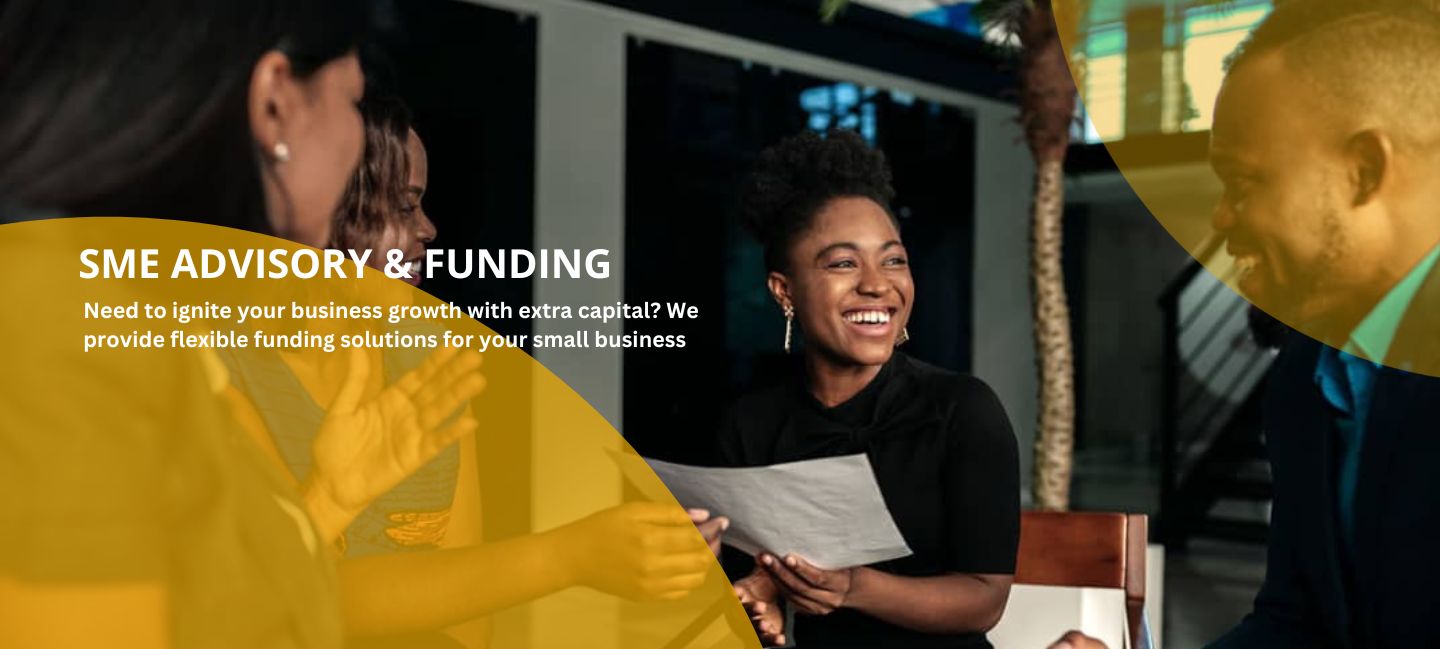 SME ADVISORY & FUNDING
Need to ignite your business growth with extra capital? We
provide flexible funding solutions for your small business